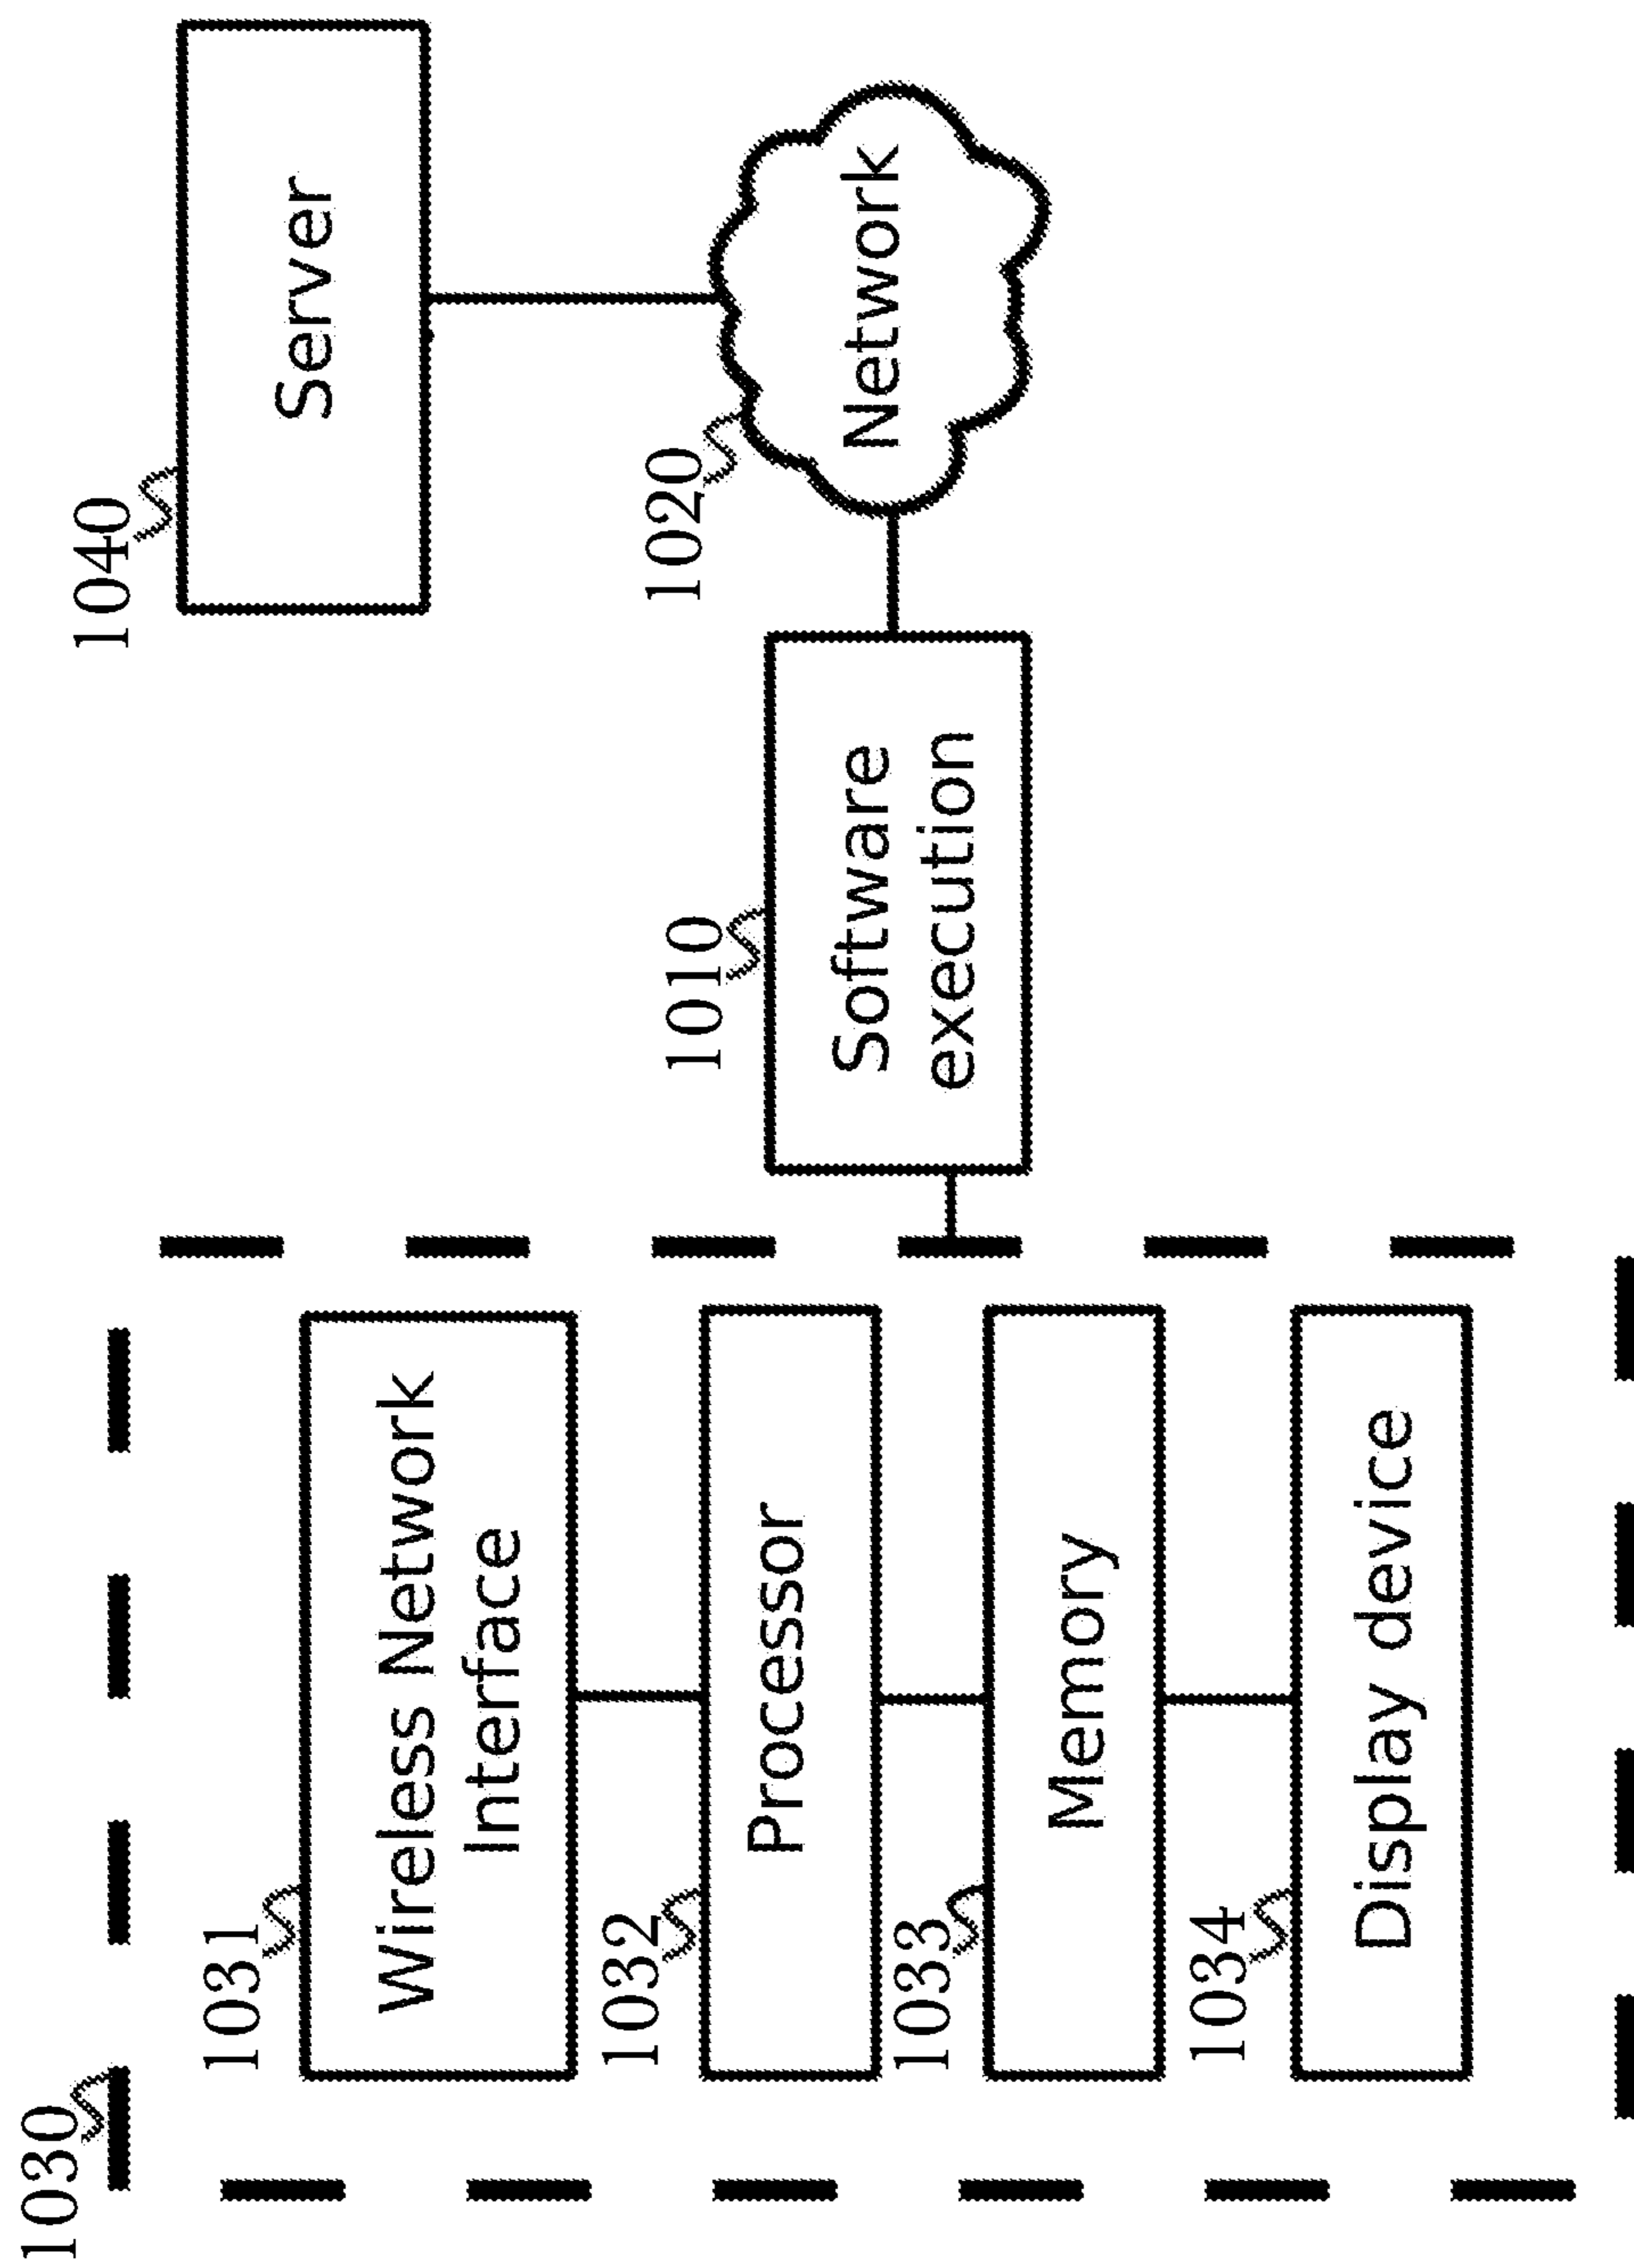 1030
1031
Wireless Network
Interface
1032
Processor
1033
Memory
1034
Display device
1010
Software
execution
1040
Server
1020
Network